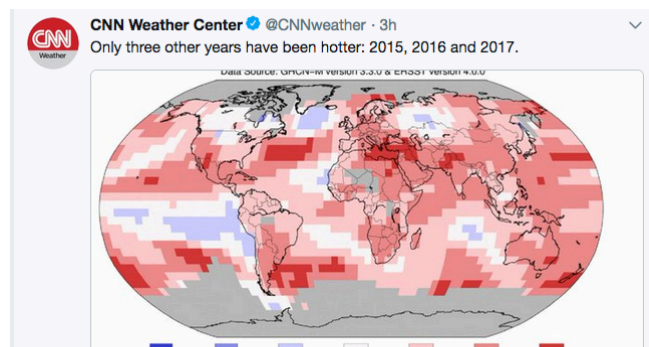 CNN Weather Center @CNNweather · 3h
Only three other years have been hotter: 2015, 2016 and 2017.
CNN
Weather
Data Source: GHCN–M version 3.3.0 & ERSST version 4.0.0